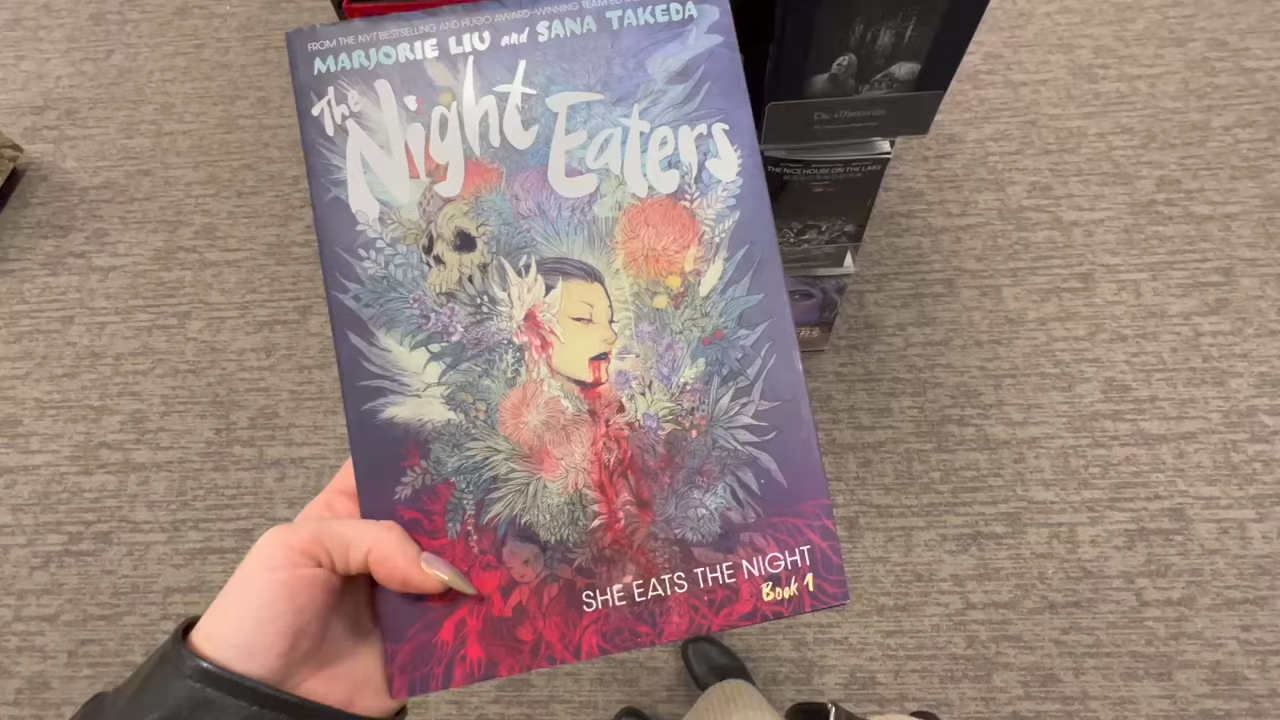 FROM THE NYT BESTSELLING AND HUGO AWARD–WINNING TEAM
MARJORIE LIU and SANA TAKEDA
The
Night Eaters
SHE EATS THE NIGHT
Book 1
THE NICE HOUSE ON THE LAKE